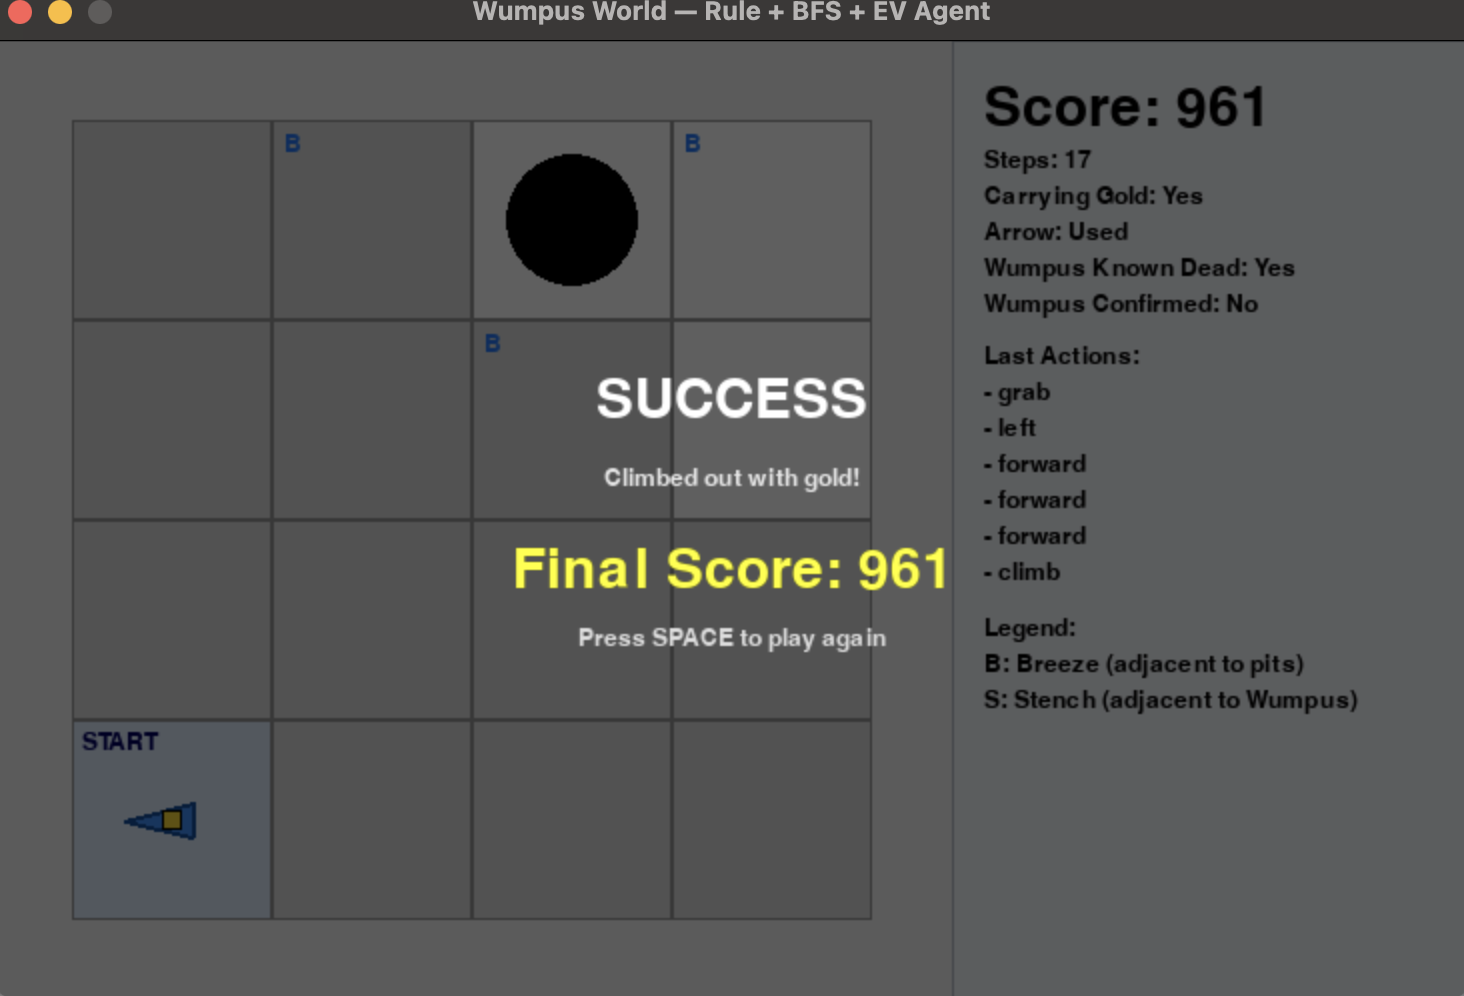 Wumpus World — Rule + BFS + EV Agent
B
B
B
START
SUCCESS
Climbed out with gold!
Final Score: 961
Press SPACE to play again
Score: 961
Steps: 17
Carrying Gold: Yes
Arrow: Used
Wumpus Known Dead: Yes
Wumpus Confirmed: No
Last Actions:
- grab
- left
- forward
- forward
- forward
- climb
Legend:
B: Breeze (adjacent to pits)
S: Stench (adjacent to Wumpus)